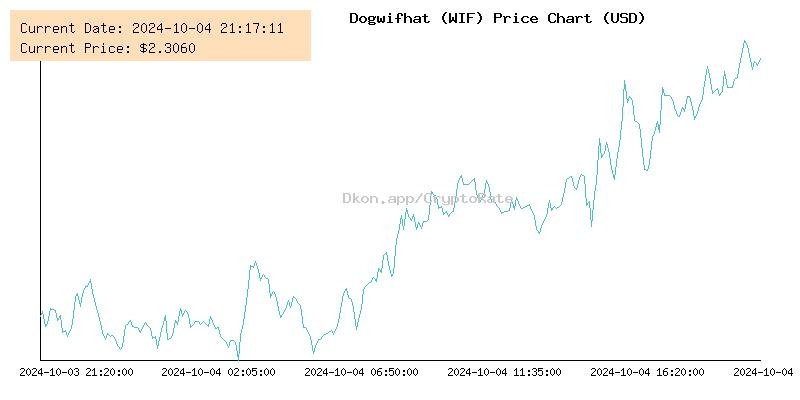 Dogwifhat (WIF) Price Chart (USD)
Current Date: 2024-10-04 21:17:11
Current Price: $2.3060
Dkon.app/CryptoRate
2024-10-03 21:20:00 2024-10-04 02:05:00 2024-10-04 06:50:00 2024-10-04 11:35:00 2024-10-04 16:20:00 2024-10-04